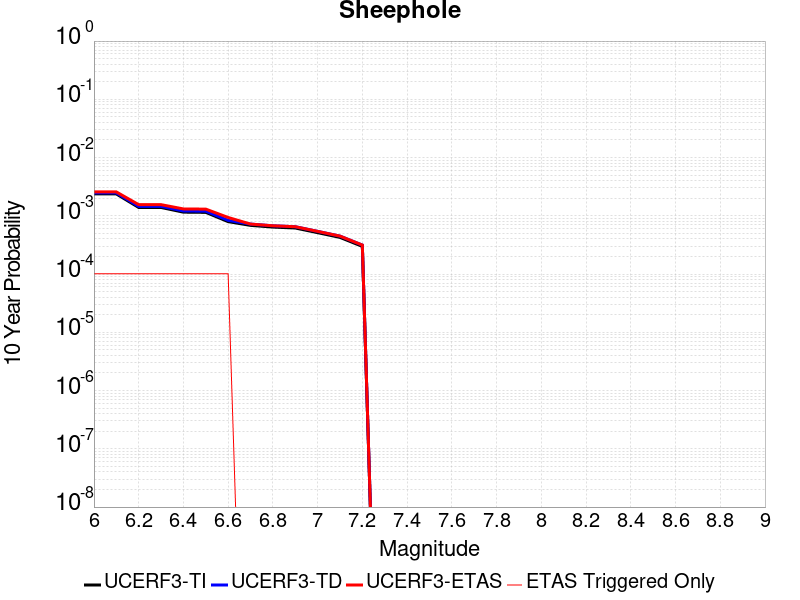 Sheephole
10 0
10 -1
10 -2
10 -3
10 -4
10 -5
10 -6
10 -7
10 -8
10 Year Probability
6 6.2 6.4 6.6 6.8 7 7.2 7.4 7.6 7.8 8 8.2 8.4 8.6 8.8 9
Magnitude
UCERF3-TI UCERF3-TD UCERF3-ETAS ETAS Triggered Only